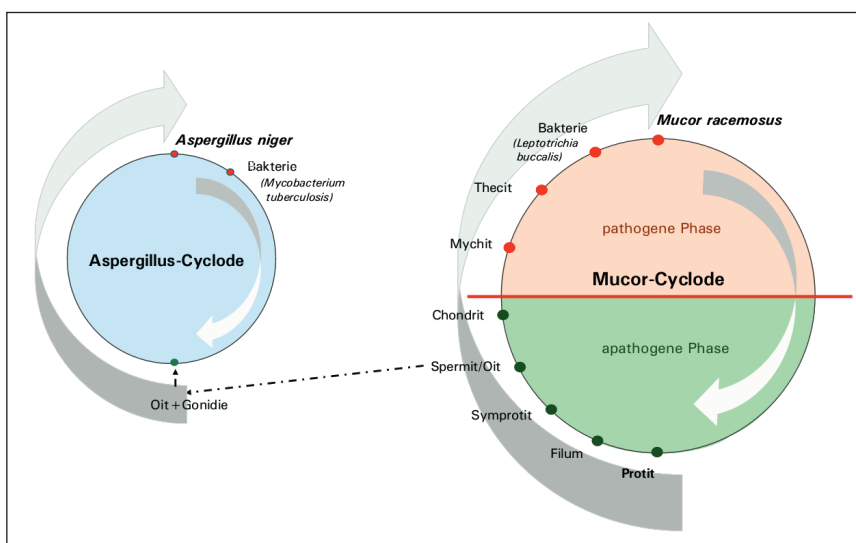 Aspergillus niger
Bakterie
(Mycobacterium
tuberculosis)
Aspergillus-Cyclode
Oit+Gonidie
Mucor racemosus
Bakterie
(Leptotrichia
buccalis)
Thecit
Mychit
pathogene Phase
Mucor-Cyclode
Chondrit
apathogene Phase
Spermit/Oit
Symprotit
Filum
Protit